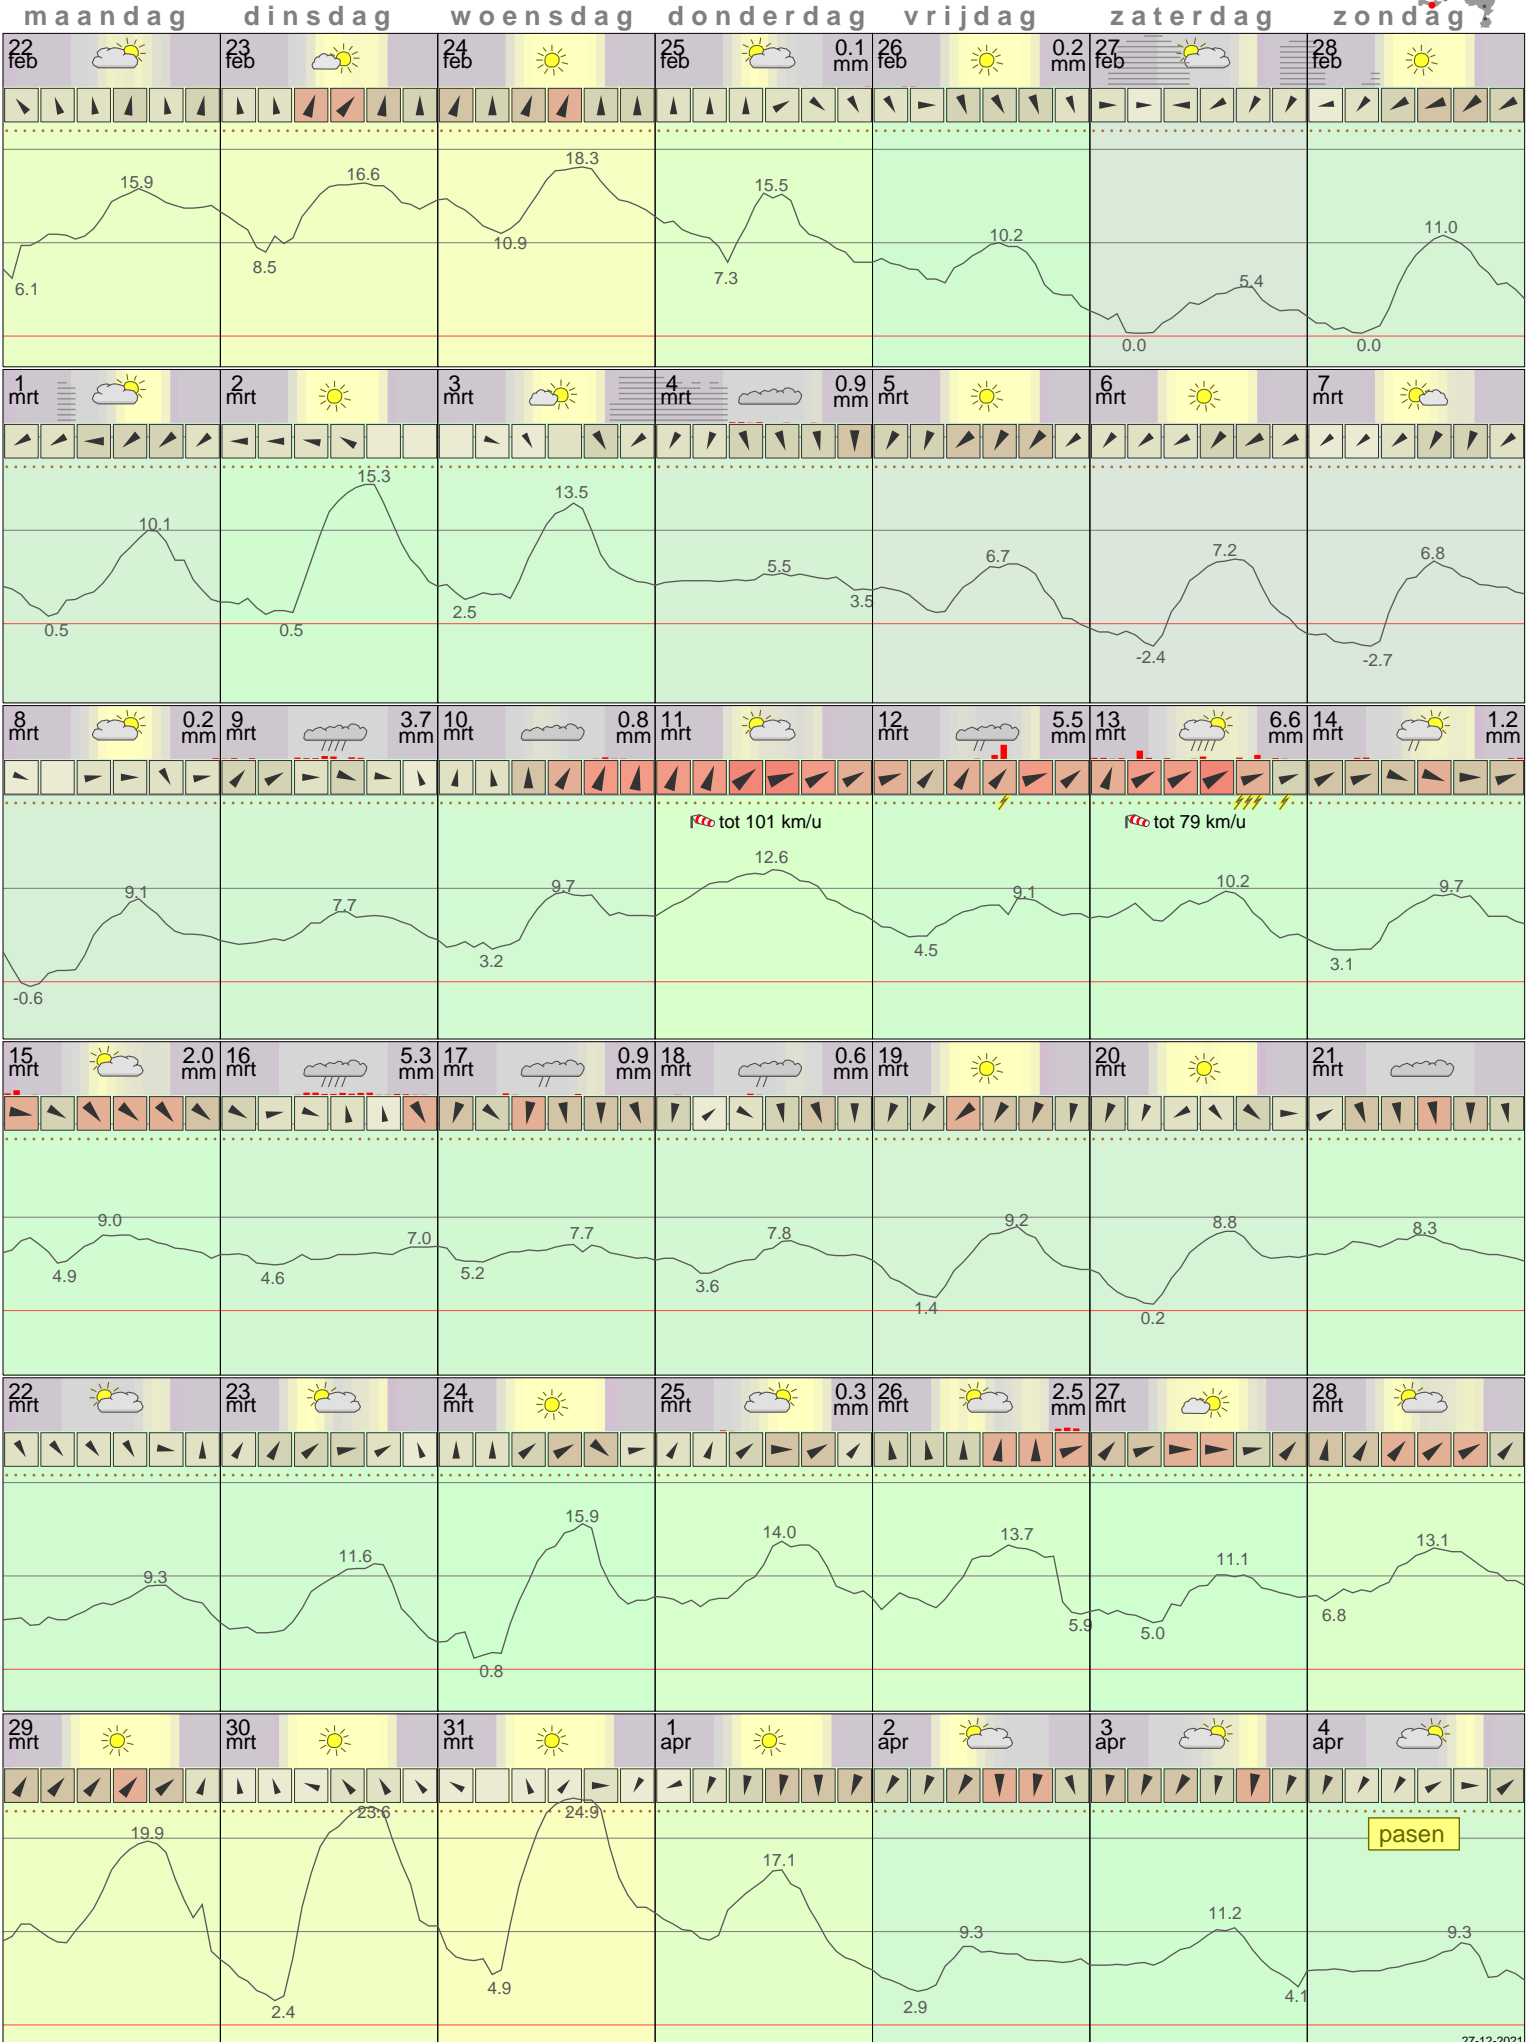 maandag dinsdag woensdag donderdag vrijdag zaterdag zondag
22 feb 23 feb 24 feb 25 feb 0.1 mm 26 feb 0.2 mm 27 feb 28 feb
15.9 6.1 16.6 8.5 18.3 10.9 15.5 7.3 10.2 5.4 0.0 11.0 0.0
1 mrt 2 mrt 3 mrt 4 mrt 0.9 mm 5 mrt 6 mrt 7 mrt
10.1 0.5 15.3 0.5 13.5 2.5 5.5 3.5 6.7 7.2 -2.4 6.8 -2.7
8 mrt 0.2 mm 9 mrt 3.7 mm 10 mrt 0.8 mm 11 mrt 12 mrt 5.5 mm 13 mrt 6.6 mm 14 mrt 1.2 mm
tot 101 km/u tot 79 km/u
9.1 -0.6 7.7 9.7 3.2 12.6 9.1 4.5 10.2 9.7 3.1
15 mrt 2.0 mm 16 mrt 5.3 mm 17 mrt 0.9 mm 18 mrt 0.6 mm 19 mrt 20 mrt 21 mrt
9.0 4.9 7.0 4.6 7.7 5.2 7.8 3.6 9.2 1.4 8.8 0.2 8.3
22 mrt 23 mrt 24 mrt 25 mrt 0.3 mm 26 mrt 2.5 mm 27 mrt 28 mrt
9.3 11.6 15.9 0.8 14.0 13.7 5.9 11.1 5.0 13.1 6.8
29 mrt 30 mrt 31 mrt 1 apr 2 apr 3 apr 4 apr
pasen
19.9 23.6 2.4 24.9 4.9 17.1 9.3 2.9 11.2 4.1 9.3
27-12-2021